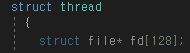 struct thread
{
struct file* fd[128];